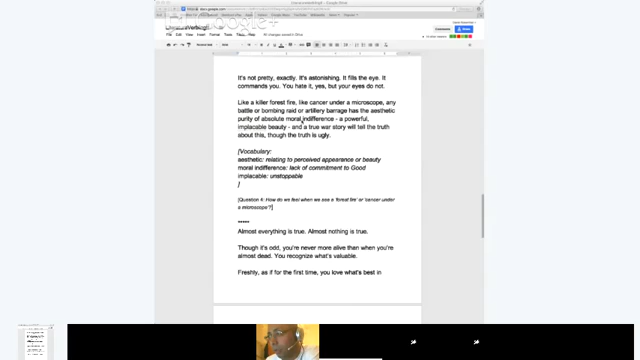 It's not pretty, exactly. It's astonishing. It fills the eye. It
commands you. You hate it, yes, but your eyes do not.
Like a killer forest fire, like cancer under a microscope, any
battle or bombing raid or artillery barrage has the aesthetic
purity of absolute moral indifference - a powerful,
implacable beauty - and a true war story will tell the truth
about this, though the truth is ugly.
[Vocabulary:
aesthetic: relating to perceived appearance or beauty
moral indifference: lack of commitment to Good
implacable: unstoppable
]
[Question 4: How do we feel when we see a 'forest fire' or 'cancer under
a microscope'?]
*****
Almost everything is true. Almost nothing is true.
Though it's odd, you're never more alive than when you're
almost dead. You recognize what's valuable.
Freshly, as if for the first time, you love what's best in